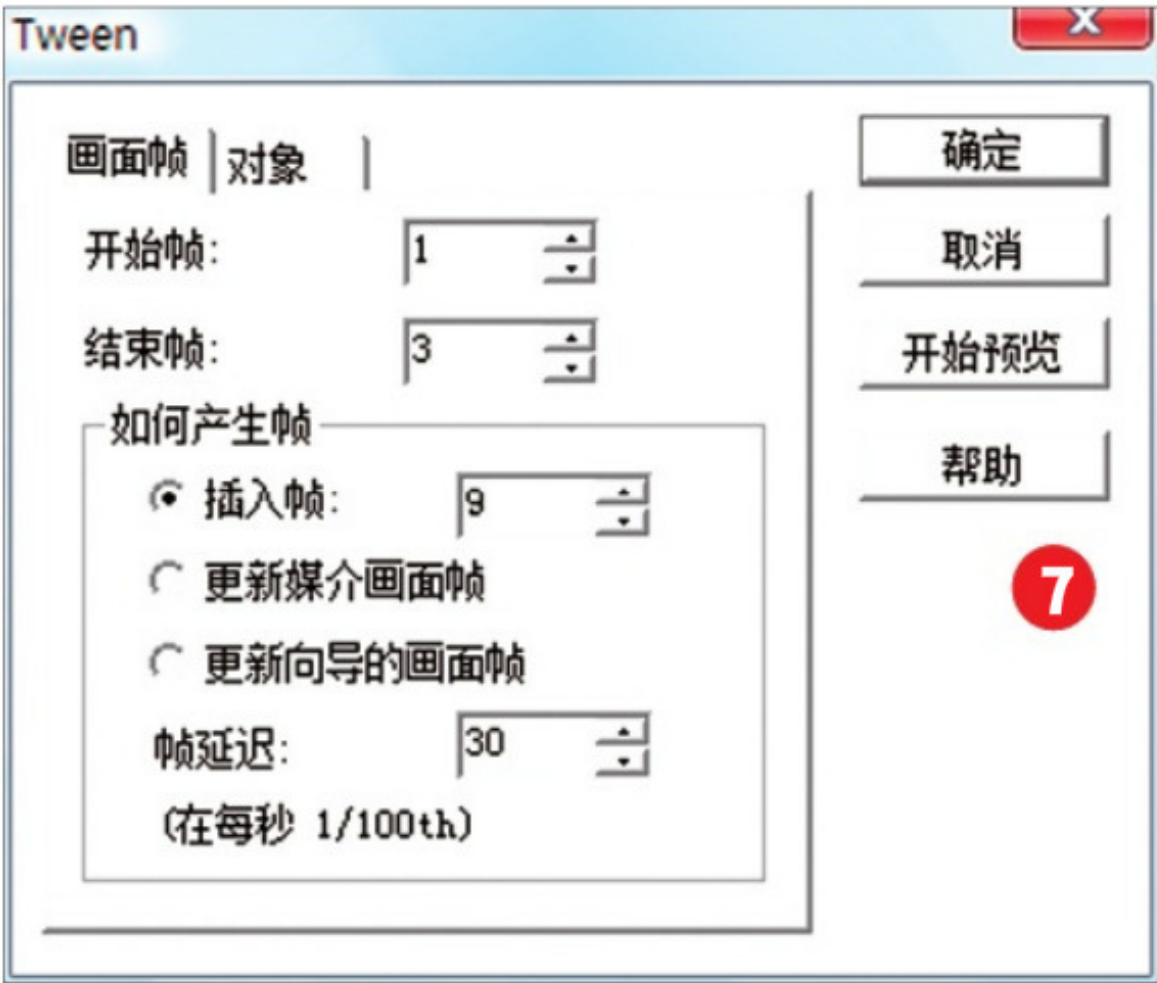 Tween
X
画面帧 对象
确定
开始帧: 1
取消
结束帧: 3
开始预览
如何产生帧
帮助
插入帧: 9
更新媒介画面帧
7
更新向导的画面帧
帧延迟: 30
(在每秒 1/100th)